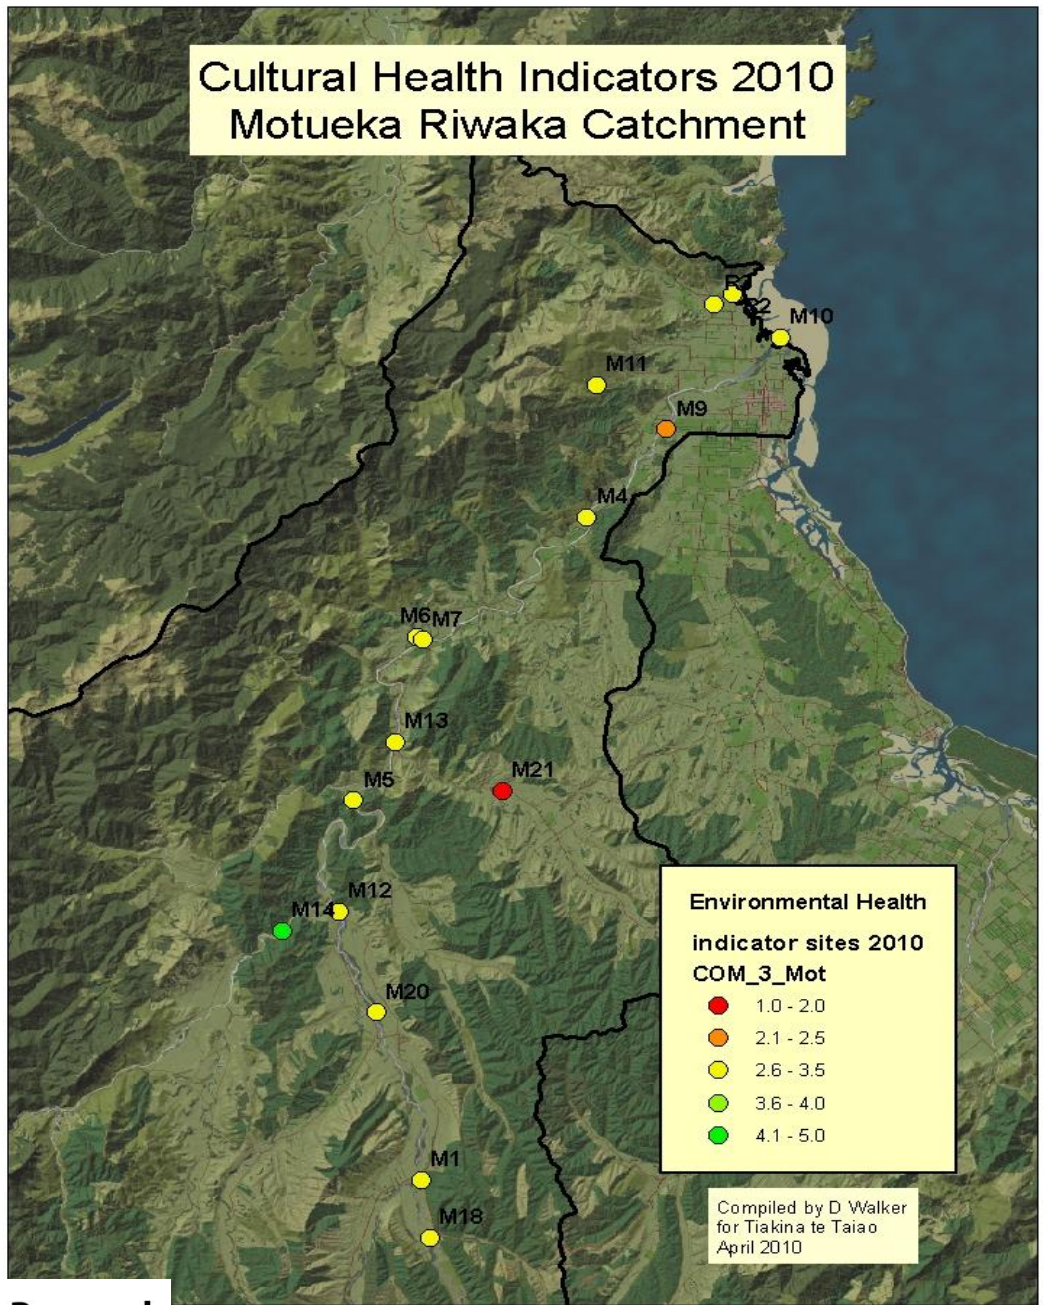 Cultural Health Indicators 2010
Motueka Riwaka Catchment
M10
M11
M9
M4
M6 M7
M13
M5
M21
M12
M14
M20
M1
M18
Environmental Health
indicator sites 2010
COM_3_Mot
1.0 - 2.0
2.1 - 2.5
2.6 - 3.5
3.6 - 4.0
4.1 - 5.0
Compiled by D Walker
for Tiakina te Taiao
April 2010